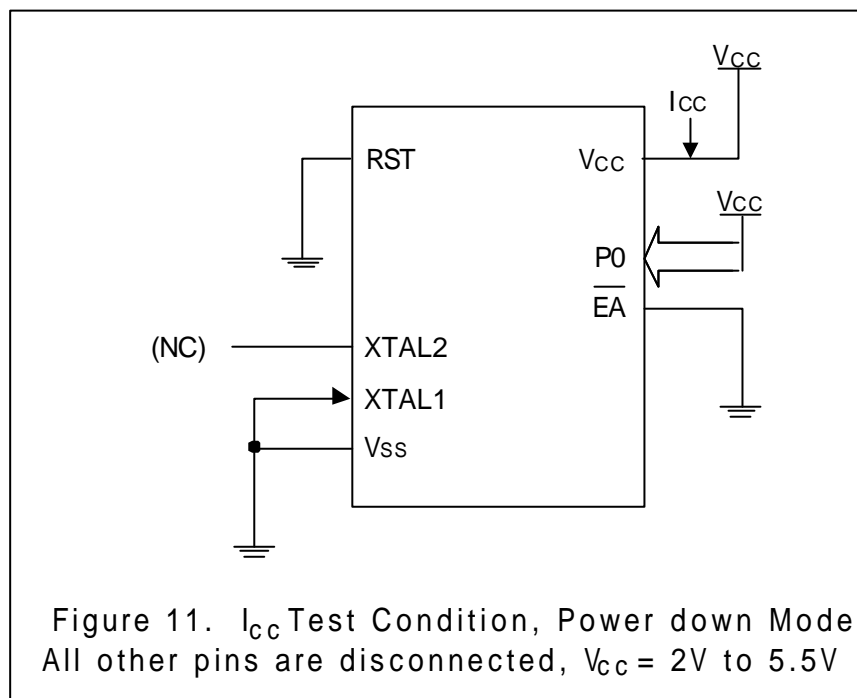 VCC
ICC
RST
VCC
VCC
P0
EA
(NC)
XTAL2
XTAL1
VSS
Figure 11. ICC Test Condition, Power down Mode
All other pins are disconnected, VCC = 2V to 5.5V